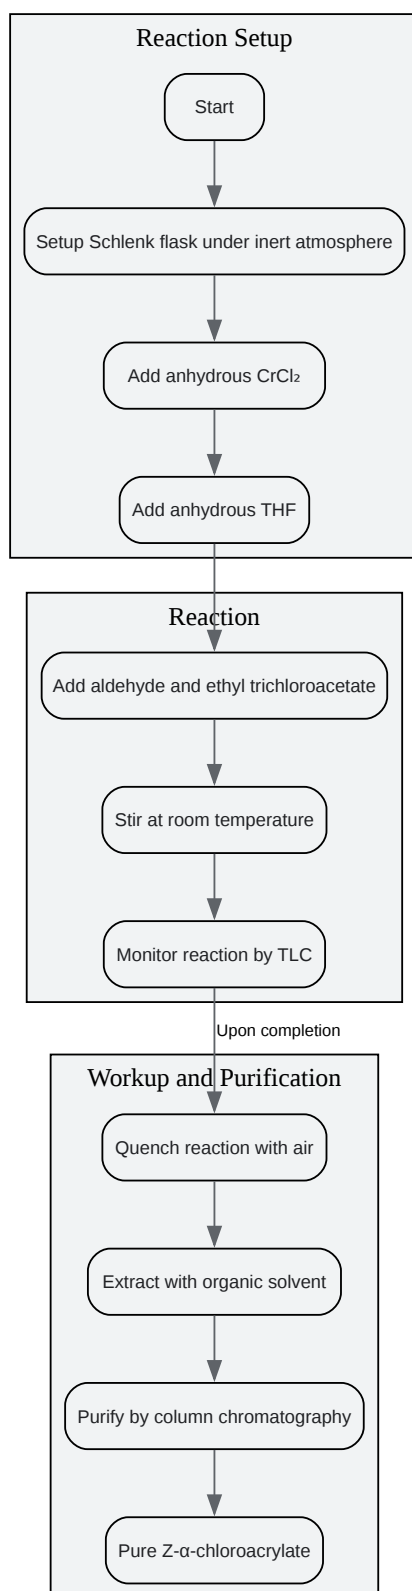 Reaction Setup
Start
Setup Schlenk flask under inert atmosphere
Add anhydrous CrCl₂
Add anhydrous THF
Reaction
Add aldehyde and ethyl trichloroacetate
Stir at room temperature
Monitor reaction by TLC
Upon completion
Workup and Purification
Quench reaction with air
Extract with organic solvent
Purify by column chromatography
Pure Z-α-chloroacrylate